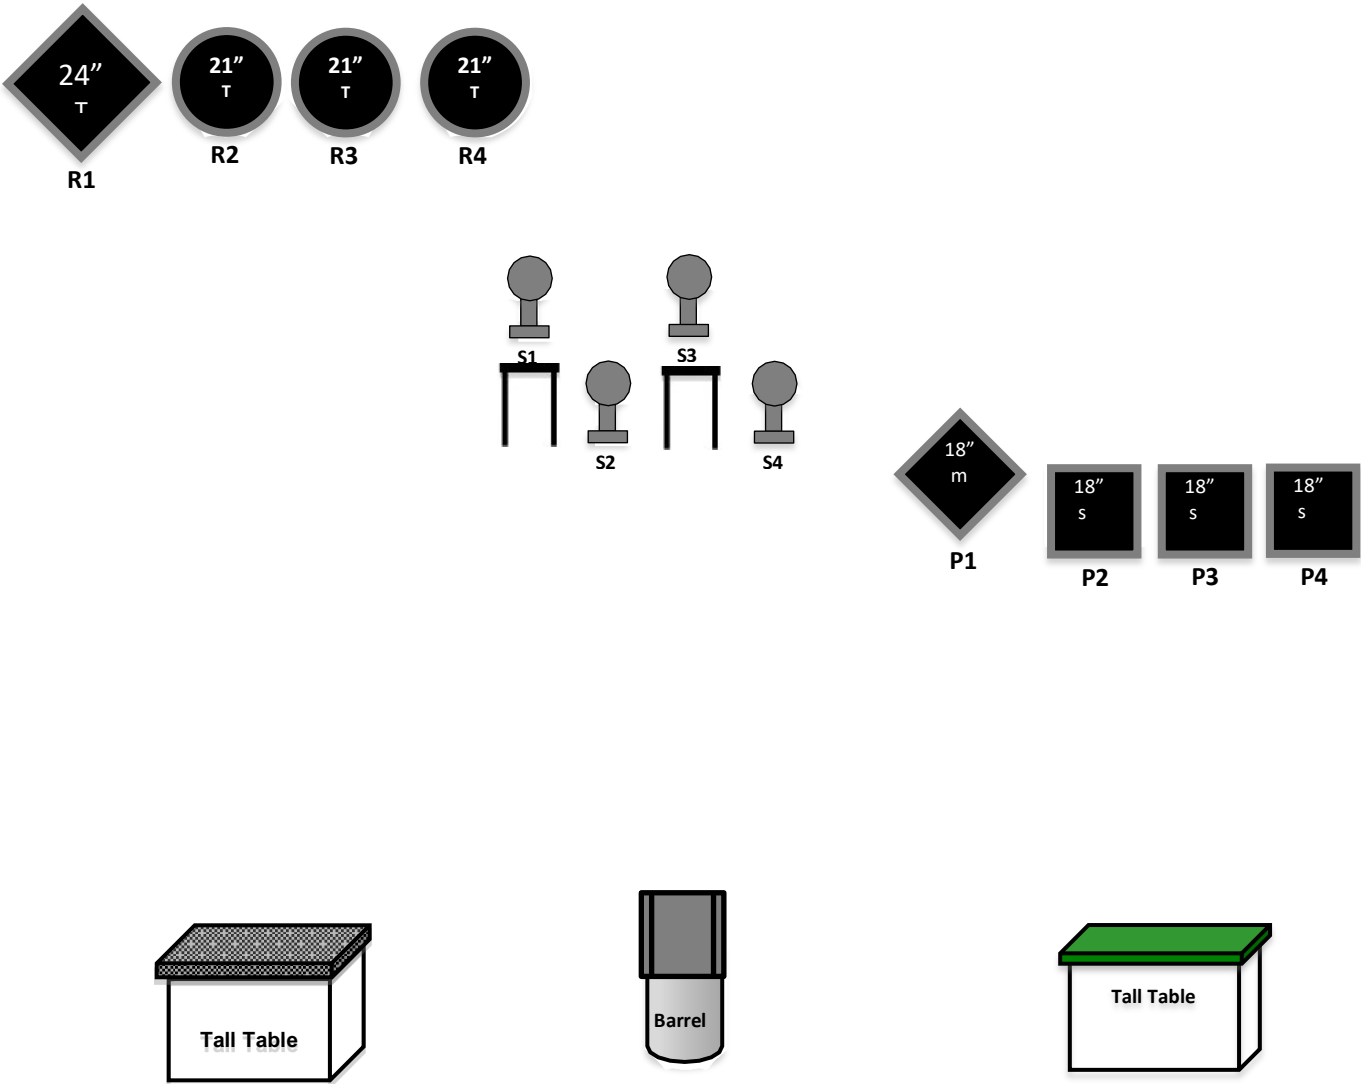 24”
T
R1
21”
T
R2
21”
T
R3
21”
T
R4
S1
S3
S2
S4
18”
m
P1
18”
s
P2
18”
s
P3
18”
s
P4
Tall Table
Barrel
Tall Table